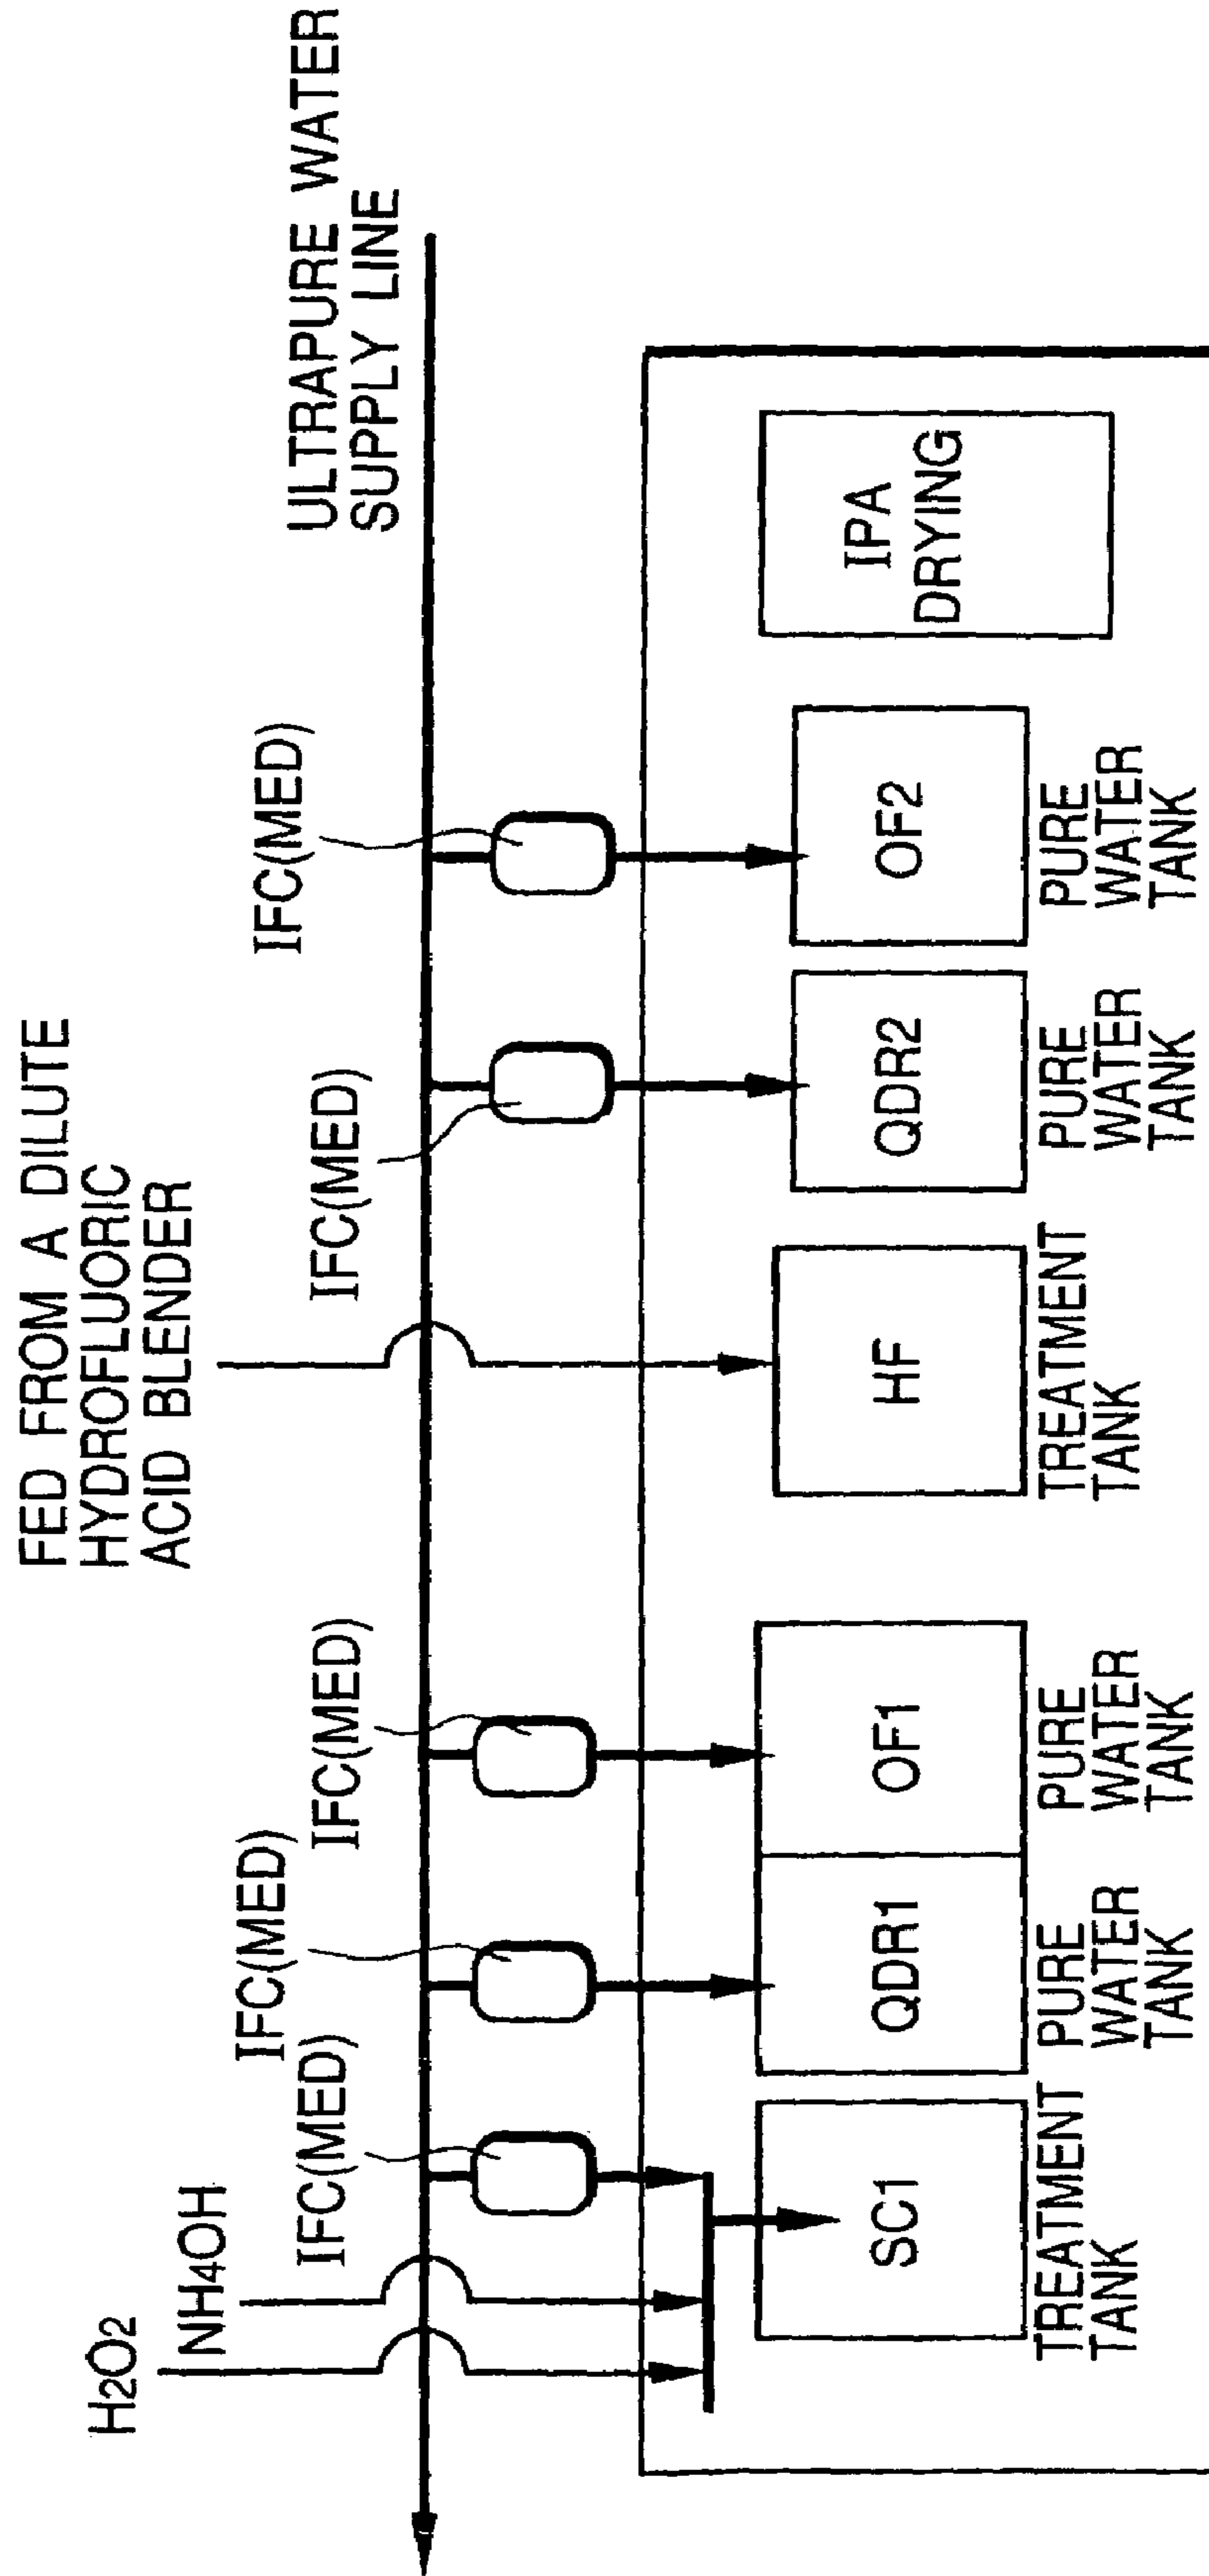 FED FROM A DILUTE
HYDROFLUORIC
ACID BLENDER
ULTRAPURE WATER
SUPPLY LINE
H2O2
NH4OH
IFC(MED)
IFC(MED)
IFC(MED)
IFC(MED)
IFC(MED)
SC1
QDR1
OF1
HF
QDR2
OF2
IPA
DRYING
TREATMENT
TANK
PURE
WATER
TANK
PURE
WATER
TANK
TREATMENT
TANK
PURE
WATER
TANK
PURE
WATER
TANK